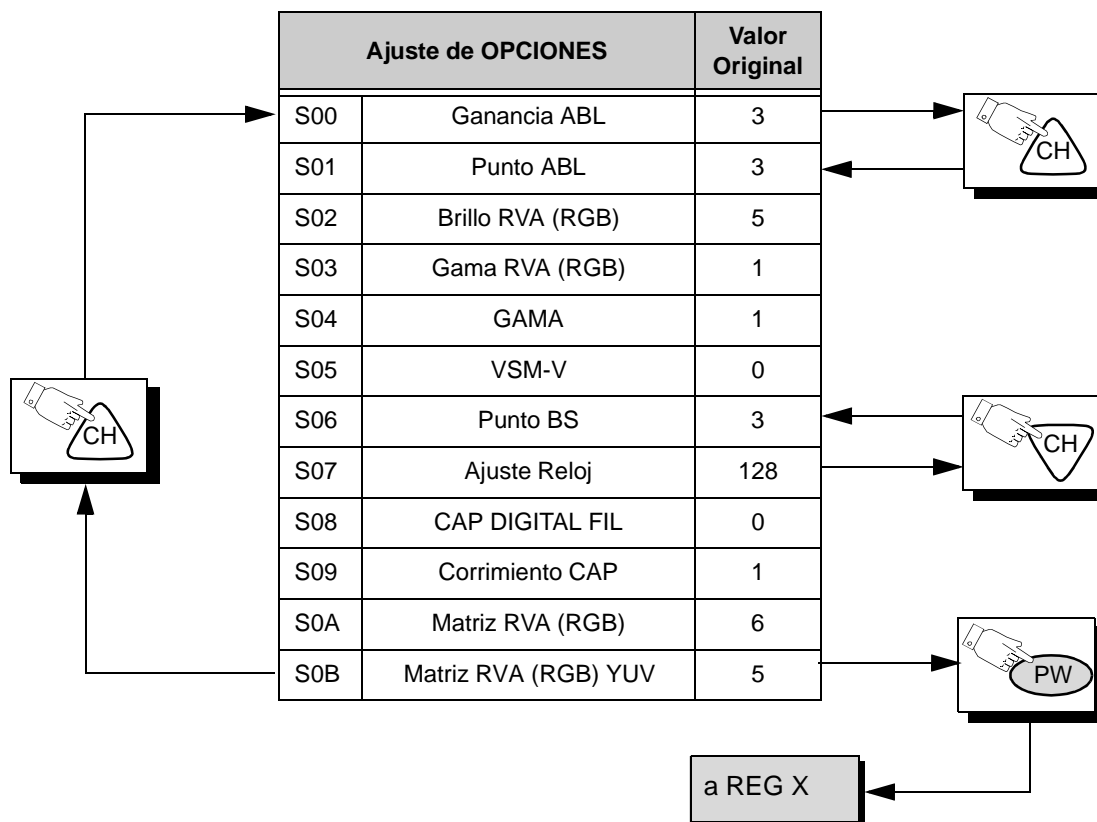 Ajuste de OPCIONES
Valor
Original
S00 Ganancia ABL 3
S01 Punto ABL 3
S02 Brillo RVA (RGB) 5
S03 Gama RVA (RGB) 1
S04 GAMA 1
S05 VSM-V 0
S06 Punto BS 3
S07 Ajuste Reloj 128
S08 CAP DIGITAL FIL 0
S09 Corrimiento CAP 1
S0A Matriz RVA (RGB) 6
S0B Matriz RVA (RGB) YUV 5
CH
CH
CH
PW
a REG X